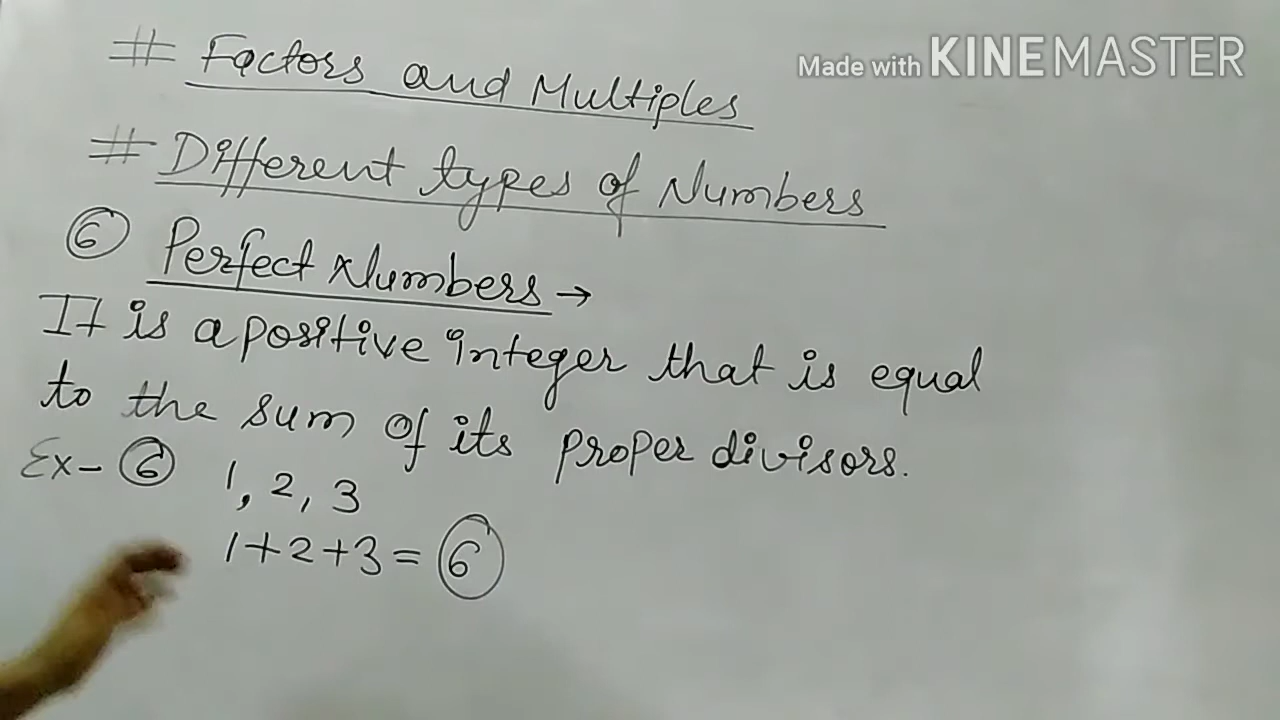 # Factors and Multiples
Made with KINEMASTER
# Different types of Numbers
⑥ Perfect Numbers →
It is a positive integer that is equal
to the sum of its proper divisors.
Ex- ⑥ 1, 2, 3
1+2+3= ⑥